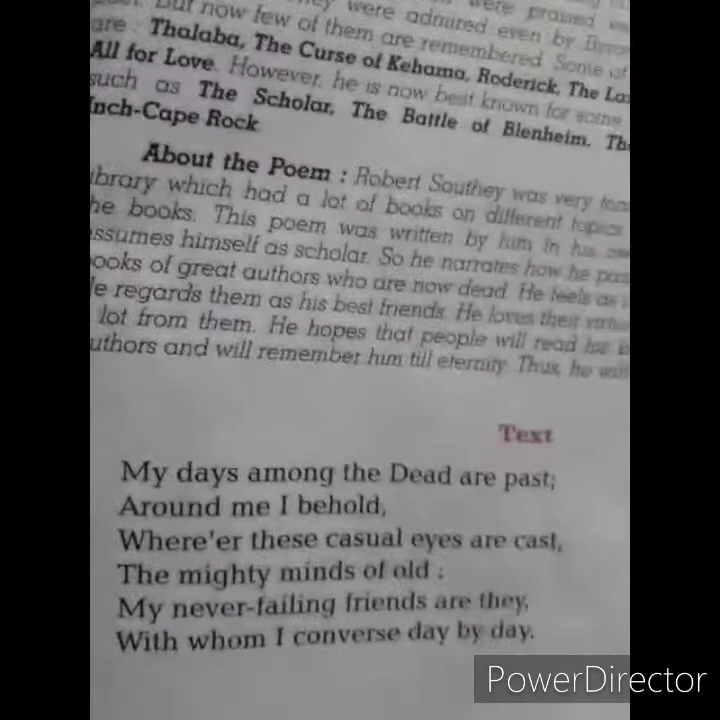 were praised
they were admired even by Byron
But now few of them are remembered Some of
are : Thalaba, The Curse of Kehama, Roderick, The
All for Love. However, he is now best known for some
such as The Scholar, The Battle of Blenheim,
Inch-Cape Rock
About the Poem : Robert Southey was very
ibrary which had a lot of books on different topics
he books. This poem was written by him in his
assumes himself as scholar. So he narrates how he
ooks of great authors who are now dead. He feels as
e regards them as his best friends. He loves their
lot from them. He hopes that people will read his
uthors and will remember him till eternity. Thus, he
Text
My days among the Dead are past;
Around me I behold,
Where'er these casual eyes are cast,
The mighty minds of old :
My never-failing friends are they,
With whom I converse day by day.
PowerDirector